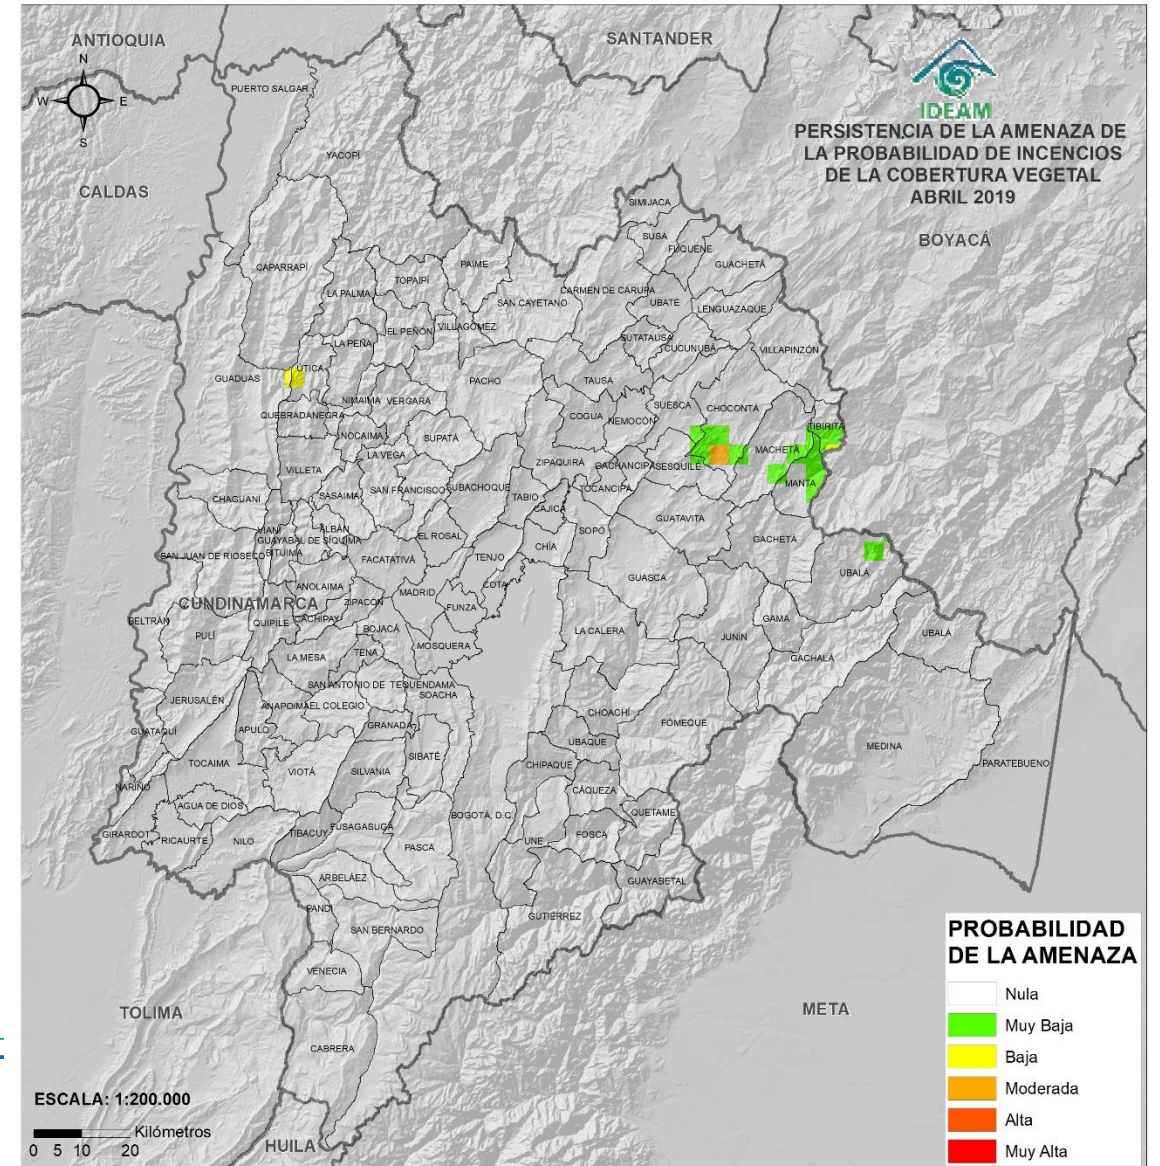 ANTIOQUIA
SANTANDER
N
W E
S
IDEAM
PERSISTENCIA DE LA AMENAZA DE
LA PROBABILIDAD DE INCENCIOS
DE LA COBERTURA VEGETAL
ABRIL 2019
PUERTO SALGAR
YACOPÍ
CALDAS
SIMIJACA
SUSA
FÚQUENE
BOYACÁ
GUACHETÁ
CAPARRAPÍ
PAIME
TOPAIPÍ
LA PALMA
CARMEN DE CARUPA
SAN CAYETANO
UBATÉ
LENGUAZAQUE
EL PEÑÓN
VILLAGÓMEZ
LA PEÑA
SUTATAUSA
CUCUNUBÁ
VILLAPINZÓN
ÚTICA
GUADUAS
PACHO
TAUSA
NIMAIMA
VERGARA
SUESCA
CHOCONTÁ
QUEBRADANEGRA
COGUA
NEMOCÓN
TIBIRITA
NOCAIMA
SUPATÁ
MACHETÁ
LA VEGA
ZIPAQUIRÁ
GACHANCIPÁ
SESQUILÉ
VILLETA
SAN FRANCISCO
SUBACHOQUE
TOCANCIPÁ
MANTA
CHAGUANÍ
SASAIMA
TABIO
CAJICÁ
GUATAVITA
VIANÍ
ALBÁN
SOPÓ
GUAYABAL DE SÍQUIMA
EL ROSAL
GACHETÁ
SAN JUAN DE RIOSECO
BITUIMA
FACATATIVÁ
TENJO
CHÍA
UBALÁ
ANOLAIMA
MADRID
COTA
GUASCA
CUNDINAMARCA
ZIPACÓN
FUNZA
BELTRÁN
QUIPILE
CACHIPAY
GAMA
PULÍ
BOJACÁ
LA CALERA
JUNÍN
UBALÁ
LA MESA
TENA
MOSQUERA
GACHALÁ
SAN ANTONIO DE TEQUENDAMA
SOACHA
JERUSALÉN
ANAPOIMA
EL COLEGIO
CHOACHÍ
FÓMEQUE
GUATAQUÍ
APULO
GRANADA
UBAQUE
MEDINA
TOCAIMA
VIOTÁ
SILVANIA
SIBATÉ
CHIPAQUE
PARATEBUENO
NARIÑO
CÁQUEZA
AGUA DE DIOS
BOGOTÁ, D.C.
QUETAME
GIRARDOT
RICAURTE
NILO
TIBACUY
FUSAGASUGÁ
PASCA
UNE
FOSCA
ARBELÁEZ
GUAYABETAL
PANDI
GUTIÉRREZ
SAN BERNARDO
VENECIA
TOLIMA
META
CABRERA
HUILA
ESCALA: 1:200.000
Kilómetros
0 5 10 20
PROBABILIDAD
DE LA AMENAZA
Nula
Muy Baja
Baja
Moderada
Alta
Muy Alta